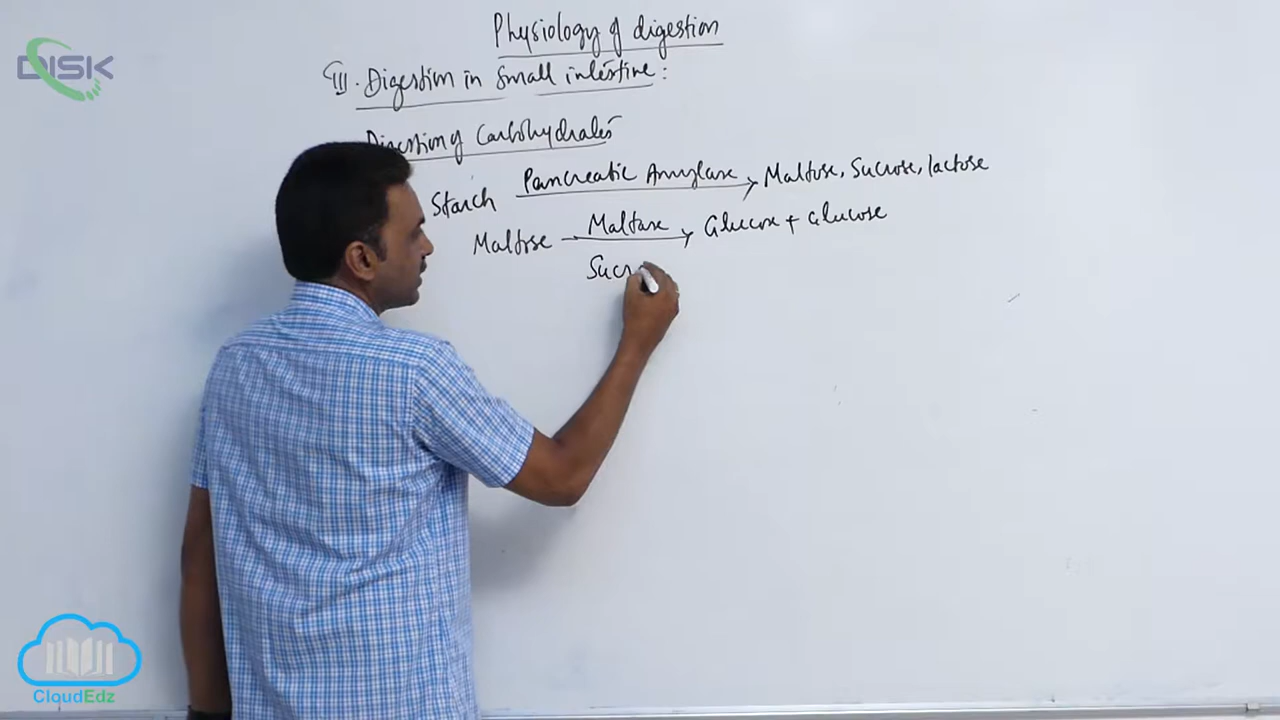 DISK
Physiology of digestion
III. Digestion in Small intestine:
Digestion of Carbohydrates
Starch Pancreatic Amylase Maltose, Sucrose, lactose
Maltose Maltase Glucose + Glucose
Sucr
CloudEdz